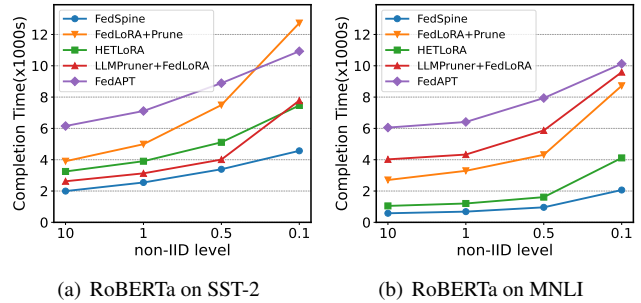 Completion Time(x1000s)
12
10
8
6
4
2
0
FedSpine
FedLoRA+Prune
HETLoRA
LLMPruner+FedLoRA
FedAPT
10 1 0.5 0.1
non-IID level
(a) RoBERTa on SST-2
Completion Time(x1000s)
12
10
8
6
4
2
0
FedSpine
FedLoRA+Prune
HETLoRA
LLMPruner+FedLoRA
FedAPT
10 1 0.5 0.1
non-IID level
(b) RoBERTa on MNLI